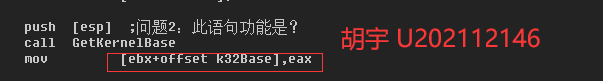 push [esp] ;问题2：此语句功能是？
call GetKernelBase
mov [ebx+offset k32Base],eax
胡宇 U202112146